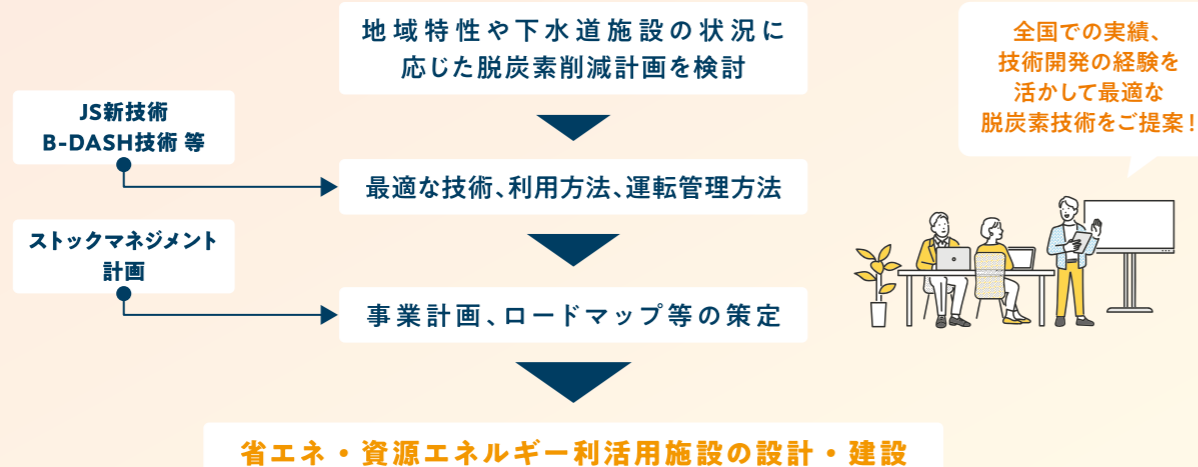 地域特性や下水道施設の状況に
応じた脱炭素削減計画を検討
全国での実績、
技術開発の経験を
活かして最適な
脱炭素技術をご提案！
JS新技術
B-DASH技術 等
最適な技術、利用方法、運転管理方法
ストックマネジメント
計画
事業計画、ロードマップ等の策定
省エネ・資源エネルギー利活用施設の設計・建設